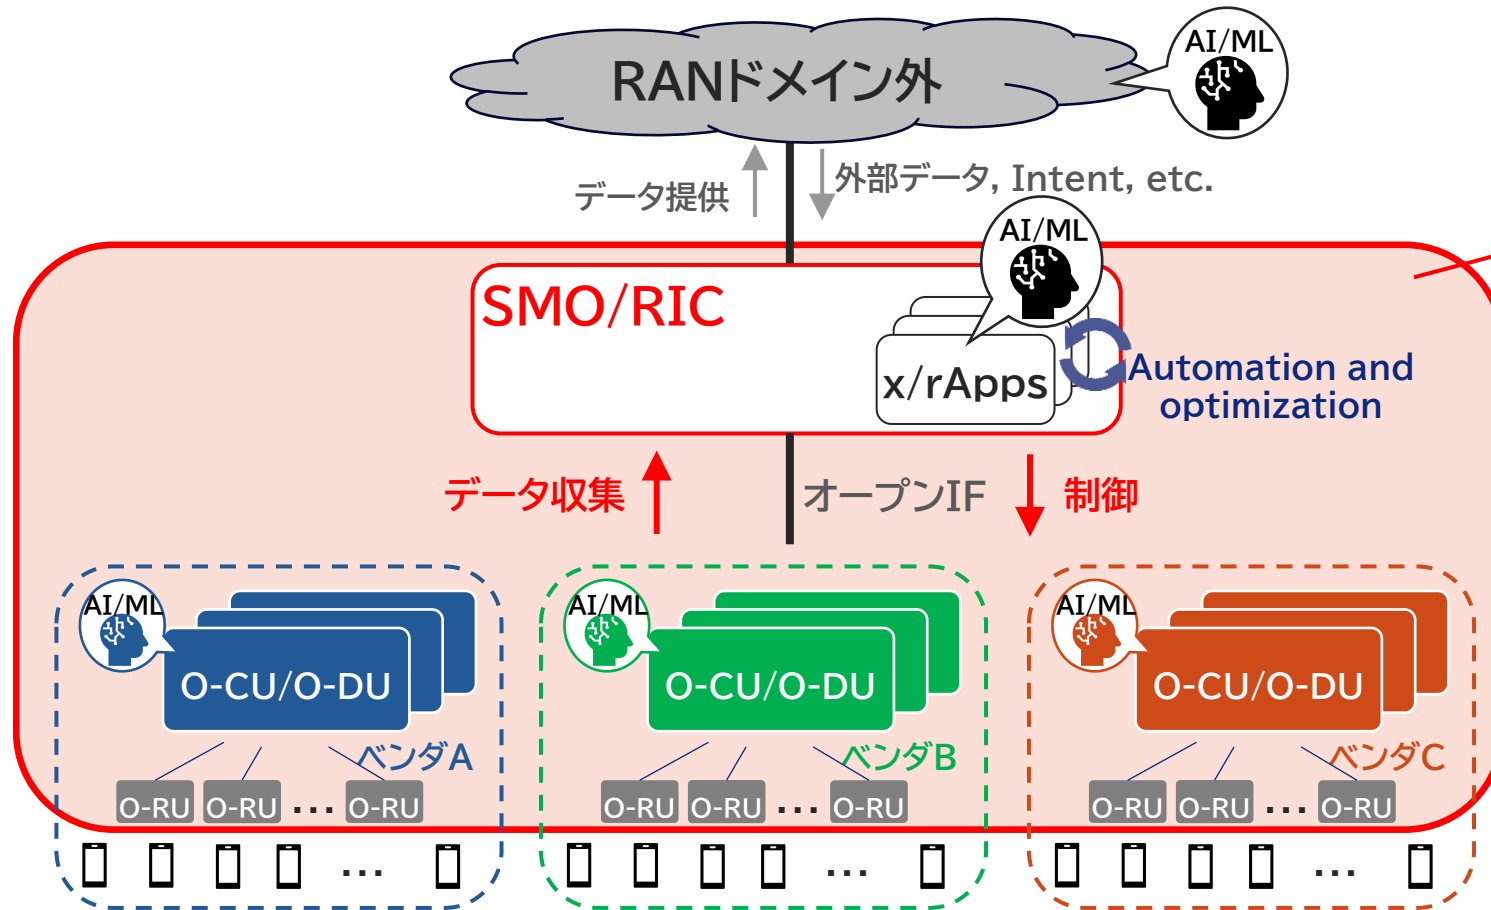 RANドメイン外
AI/ML
データ提供
外部データ, Intent, etc.
AI/ML
SMO/RIC
x/rApps
Automation and
optimization
データ収集
オープンIF
制御
AI/ML
O-CU/O-DU
ベンダA
O-RU
O-RU
...
O-RU
...
AI/ML
O-CU/O-DU
ベンダB
O-RU
O-RU
...
O-RU
...
AI/ML
O-CU/O-DU
ベンダC
O-RU
O-RU
...
O-RU
...